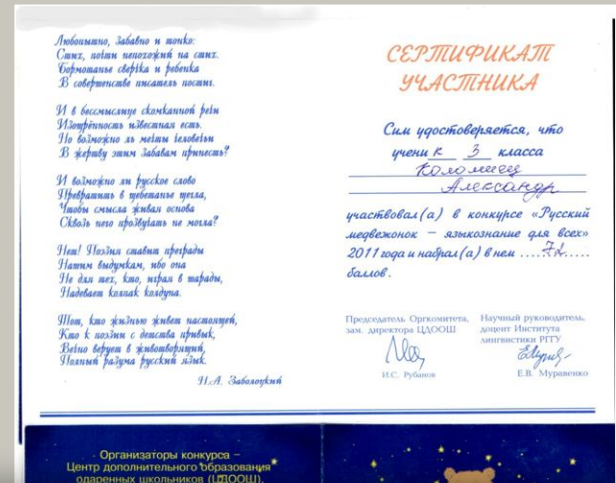 Любопытно, забавно и тонко:
Стих, почти непохожий на стих.
Бормотанье сверчка и ребенка
В совершенстве писатель постиг.
И в бессмыслице скомканной речи
Изощрённость известная есть.
Но возможно ль мечты человечьи
В жертву этим забавам принесть?
И возможно ли русское слово
Превратить в щебетанье щегла,
Чтобы смысла живая основа
Сквозь него прозвучать не могла?
Нет! Поэзия ставит преграды
Нашим выдумкам, ибо она
Не для тех, кто, играя в шарады,
Надевает колпак колдуна.
Тот, кто жизнью живет настоящей,
Кто к поэзии с детства привык,
Вечно верует в животворящий,
Полный разума русский язык.
Н.А. Заболоцкий
СЕРТИФИКАТ
УЧАСТНИКА
Сим удостоверяется, что
учени к 3 класса
Коломиец
Александр
участвовал(а) в конкурсе «Русский
медвежонок – языкознание для всех»
2011 года и набрал(а) в нем ......72....
баллов.
Председатель Оргкомитета,
зам. директора ЦДООШ
И.С. Рубанов
Научный руководитель,
доцент Института
лингвистики РГГУ
Е.В. Муравенко
Организаторы конкурса –
Центр дополнительного образования
одаренных школьников (ЦДООШ),